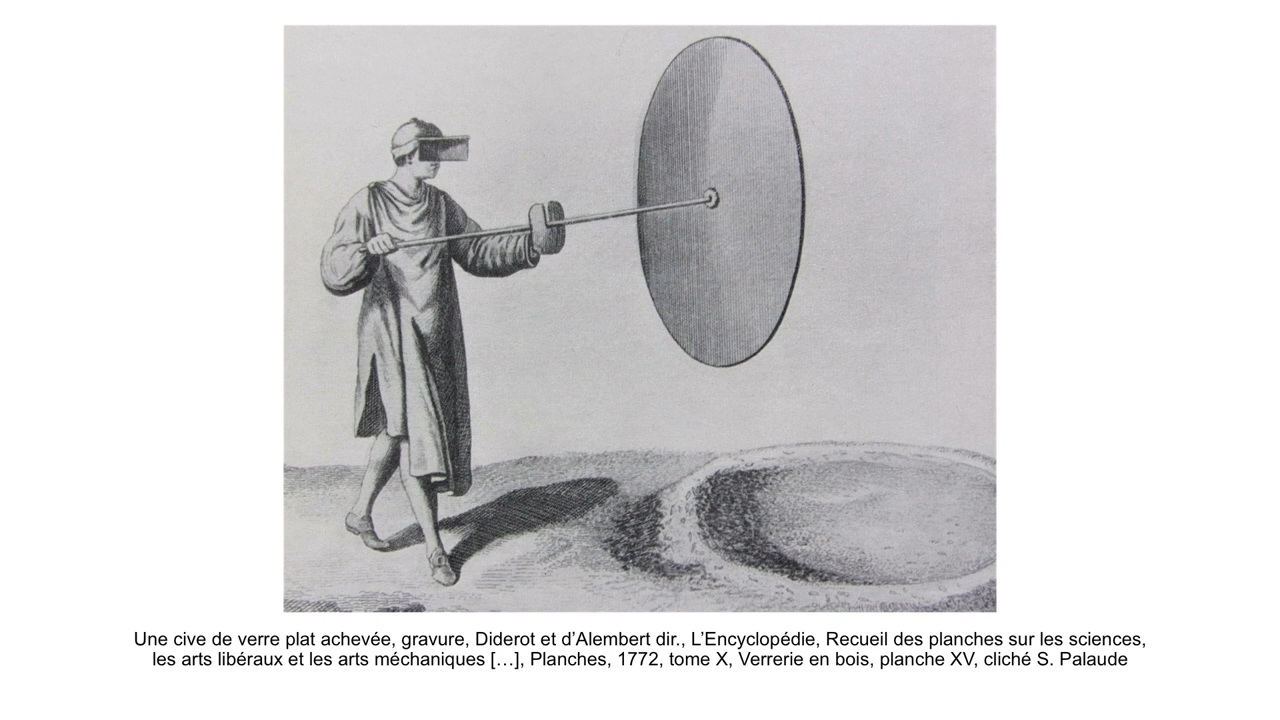 Une cive de verre plat achevée, gravure, Diderot et d’Alembert dir., L’Encyclopédie, Recueil des planches sur les sciences,
les arts libéraux et les arts méchaniques […], Planches, 1772, tome X, Verrerie en bois, planche XV, cliché S. Palaude